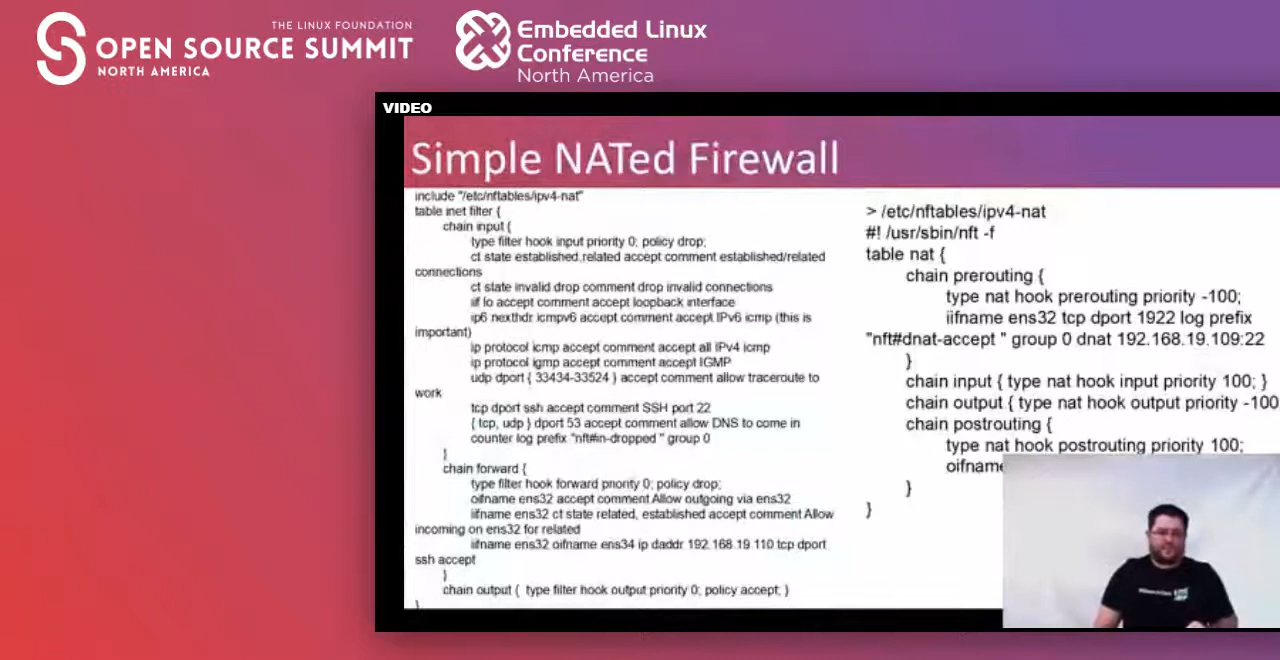 THE LINUX FOUNDATION
OPEN SOURCE SUMMIT
NORTH AMERICA
Embedded Linux
Conference
North America
VIDEO
Simple NATed Firewall
include "/etc/nftables/ipv4-nat"
table inet filter {
chain input {
type filter hook input priority 0; policy drop;
ct state established,related accept comment established/related
connections
ct state invalid drop comment drop invalid connections
iif lo accept comment accept loopback interface
ip6 nexthdr icmpv6 accept comment accept IPv6 icmp (this is
important)
ip protocol icmp accept comment accept all IPv4 icmp
ip protocol igmp accept comment accept IGMP
udp dport { 33434-33524 } accept comment allow traceroute to
work
tcp dport ssh accept comment SSH port 22
{ tcp, udp } dport 53 accept comment allow DNS to come in
counter log prefix "nft#in-dropped " group 0
}
chain forward {
type filter hook forward priority 0; policy drop;
oifname ens32 accept comment Allow outgoing via ens32
iifname ens32 ct state related, established accept comment Allow
incoming on ens32 for related
iifname ens32 oifname ens34 ip daddr 192.168.19.110 tcp dport
ssh accept
}
chain output { type filter hook output priority 0; policy accept; }
}
> /etc/nftables/ipv4-nat
#! /usr/sbin/nft -f
table nat {
chain prerouting {
type nat hook prerouting priority -100;
iifname ens32 tcp dport 1922 log prefix
"nft#dnat-accept " group 0 dnat 192.168.19.109:22
}
chain input { type nat hook input priority 100; }
chain output { type nat hook output priority -100
chain postrouting {
type nat hook postrouting priority 100;
oifname
}
}